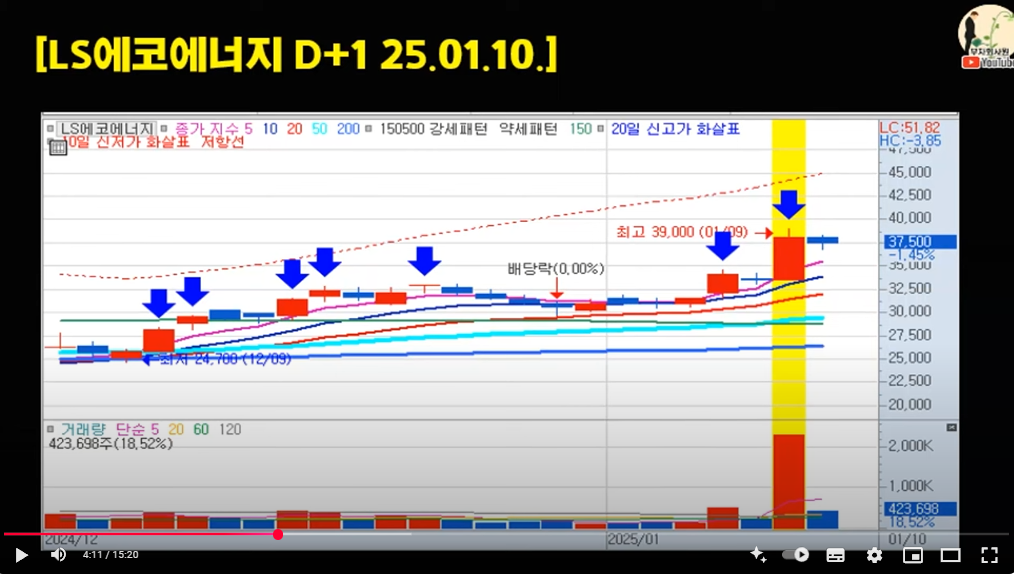 [LS에코에너지 D+1 25.01.10.]
무자퇴사원
YouTube
LS에코에너지 종가 지수 5 10 20 50 200 150500 강세패턴 약세패턴 150 20일 신고가 화살표
10일 신저가 화살표 저항선
LC:51.82
HC:-3.85
47,500
45,000
42,500
40,000
최고 39,000 (01/09)
37,500
-1.45%
35,000
배당락(0.00%)
32,500
30,000
27,500
최저 24,700 (12/09)
25,000
22,500
20,000
거래량 단순 5 20 60 120
423,698주(18.52%)
2,000K
1,000K
423,698
18.52%
2024/12
2025/01
01/10
4:11 / 15:20